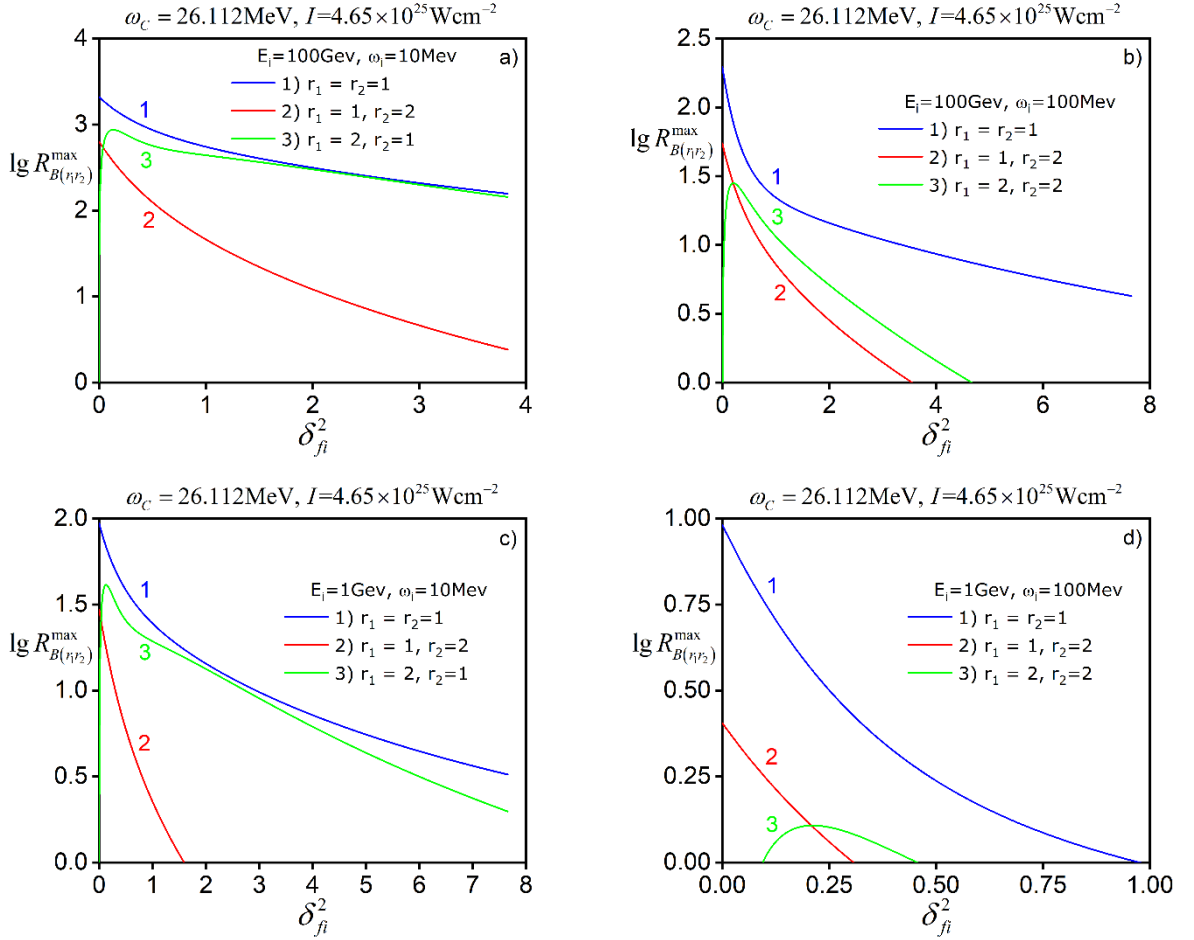 ω_C = 26.112MeV, I=4.65×10^25 Wcm^−2
a)
E_i=100Gev, ω_i=10Mev
1) r_1 = r_2=1
2) r_1 = 1, r_2=2
3) r_1 = 2, r_2=1
lg R^max_B(r_1r_2)
4
3
2
1
0
1
3
2
0 1 2 3 4
δ^2_fi
ω_C = 26.112MeV, I=4.65×10^25 Wcm^−2
b)
E_i=100Gev, ω_i=100Mev
1) r_1 = r_2=1
2) r_1 = 1, r_2=2
3) r_1 = 2, r_2=2
lg R^max_B(r_1r_2)
2.5
2.0
1.5
1.0
0.5
0.0
1
3
2
0 2 4 6 8
δ^2_fi
ω_C = 26.112MeV, I=4.65×10^25 Wcm^−2
c)
E_i=1Gev, ω_i=10Mev
1) r_1 = r_2=1
2) r_1 = 1, r_2=2
3) r_1 = 2, r_2=1
lg R^max_B(r_1r_2)
2.0
1.5
1.0
0.5
0.0
1
3
2
0 1 2 3 4 5 6 7 8
δ^2_fi
ω_C = 26.112MeV, I=4.65×10^25 Wcm^−2
d)
E_i=1Gev, ω_i=100Mev
1) r_1 = r_2=1
2) r_1 = 1, r_2=2
3) r_1 = 2, r_2=2
lg R^max_B(r_1r_2)
1.00
0.75
0.50
0.25
0.00
1
2
3
0.00 0.25 0.50 0.75 1.00
δ^2_fi